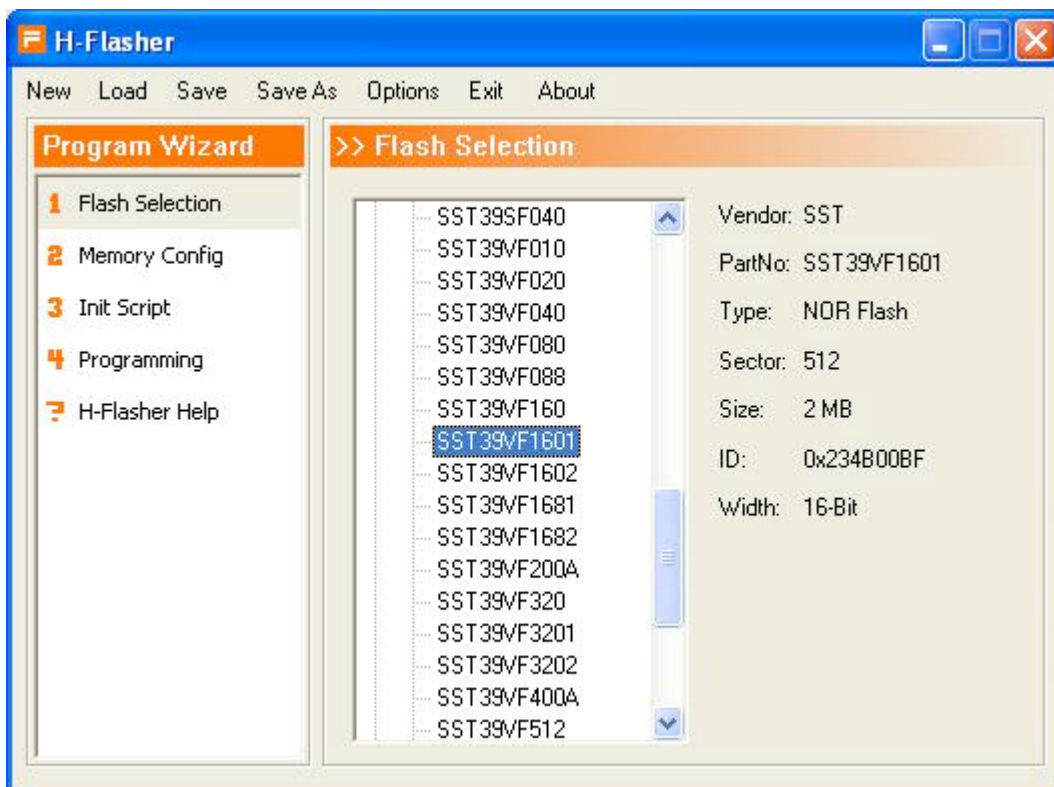 H-Flasher
New Load Save Save As Options Exit About
Program Wizard
1 Flash Selection
2 Memory Config
3 Init Script
4 Programming
? H-Flasher Help
>> Flash Selection
SST39SF040
SST39VF010
SST39VF020
SST39VF040
SST39VF080
SST39VF088
SST39VF160
SST39VF1601
SST39VF1602
SST39VF1681
SST39VF1682
SST39VF200A
SST39VF320
SST39VF3201
SST39VF3202
SST39VF400A
SST39VF512
Vendor: SST
PartNo: SST39VF1601
Type: NOR Flash
Sector: 512
Size: 2 MB
ID: 0x234B00BF
Width: 16-Bit